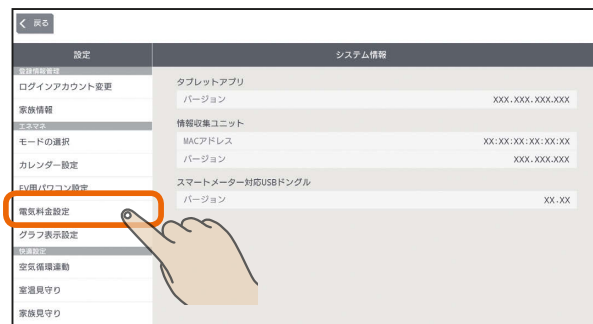 戻る
設定
システム情報
登録情報管理
ログインアカウント変更
家族情報
エネマネ
モードの選択
カレンダー設定
EV用パワコン設定
電気料金設定
グラフ表示設定
快適設定
空気循環連動
室温見守り
家族見守り
タブレットアプリ
バージョン XXX.XXX.XXX.XXX
情報収集ユニット
MACアドレス XX:XX:XX:XX:XX:XX
バージョン XXX.XXX.XXX
スマートメーター対応USBドングル
バージョン XX.XX